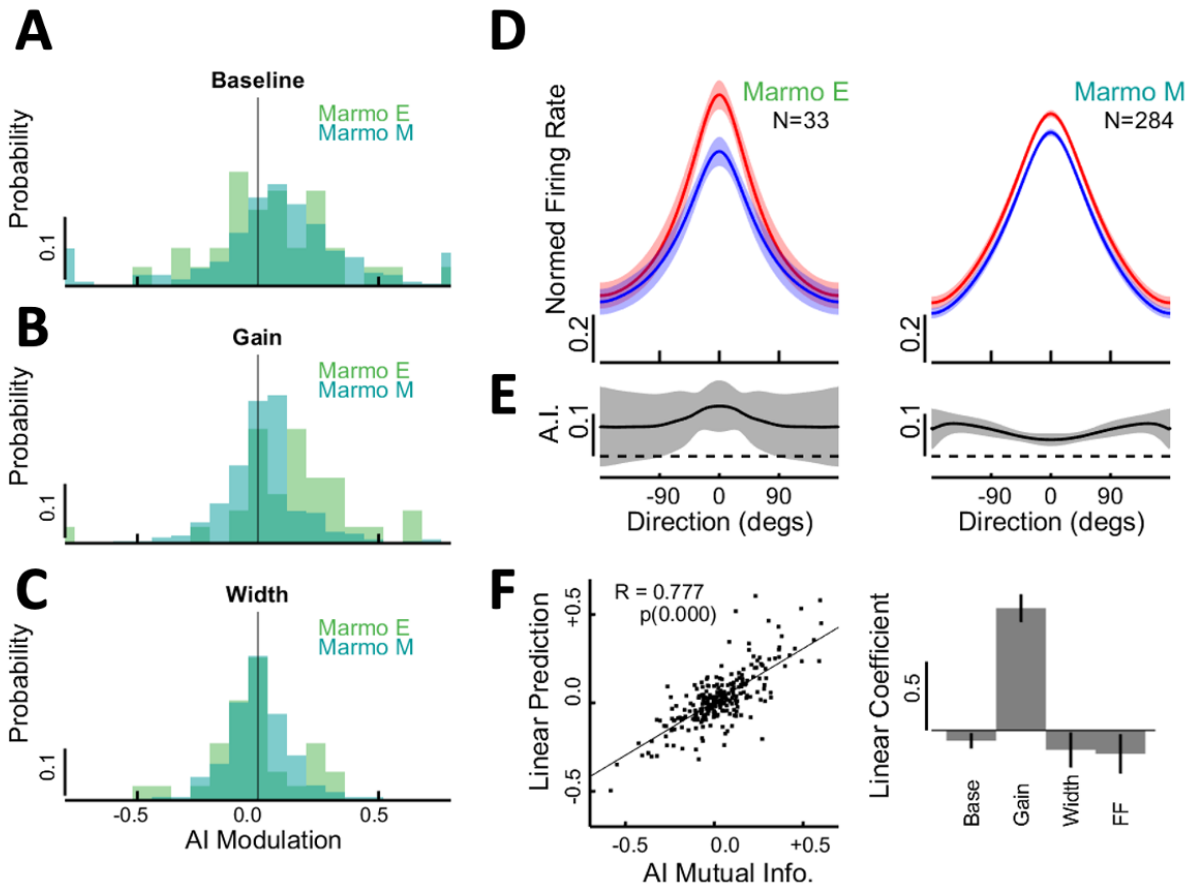 A
Baseline
Marmo E
Marmo M
Probability
0.1
-0.5
B
Gain
Marmo E
Marmo M
Probability
0.1
0.5
C
Width
Marmo E
Marmo M
Probability
0.1
-0.5
0.0
0.5
AI Modulation
D
Marmo E
N=33
Marmo M
N=284
Normed Firing Rate
0.2
0.2
E
A.I.
0.1
0.1
-90
0
90
-90
0
90
Direction (degs)
Direction (degs)
F
R = 0.777
p(0.000)
Linear Prediction
+0.5
0.0
-0.5
-0.5
0.0
+0.5
AI Mutual Info.
Linear Coefficient
0.5
Base
Gain
Width
FF